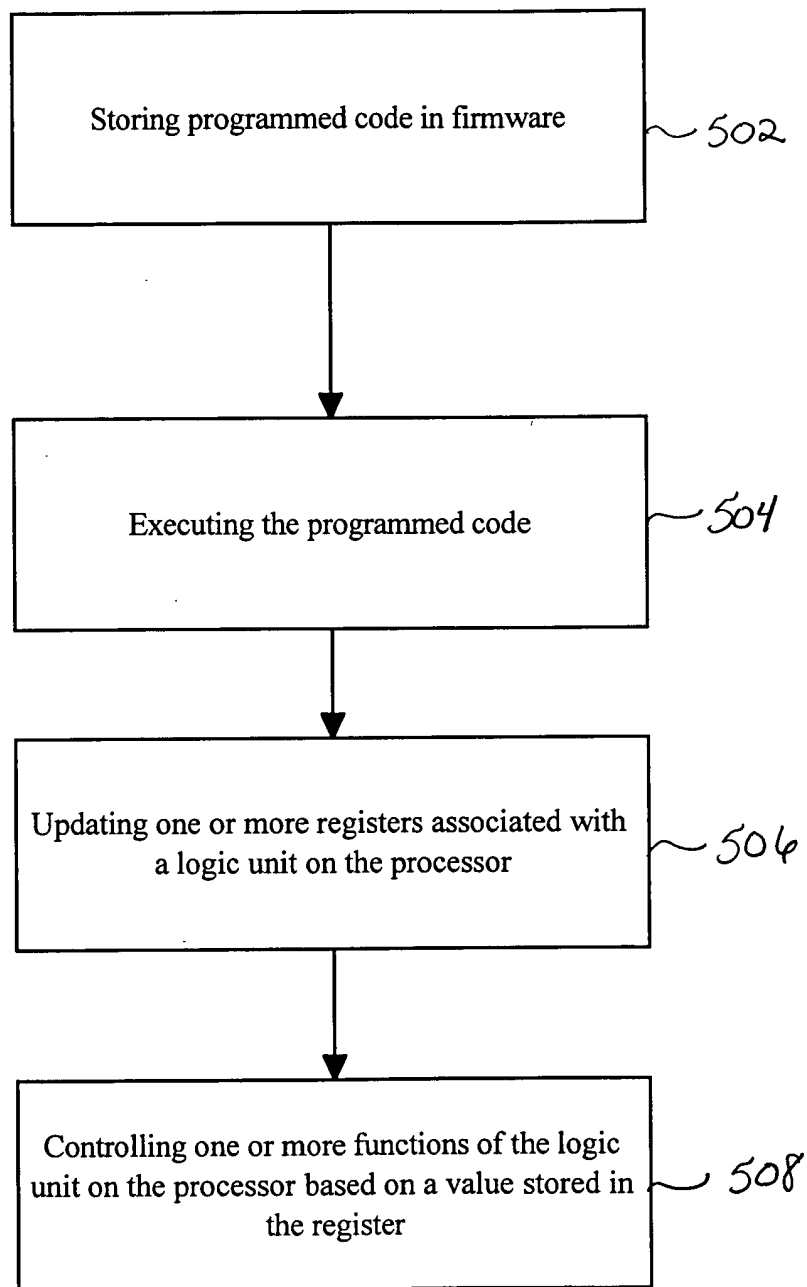 Storing programmed code in firmware
502
Executing the programmed code
504
Updating one or more registers associated with
a logic unit on the processor
506
Controlling one or more functions of the logic
unit on the processor based on a value stored in
the register
508